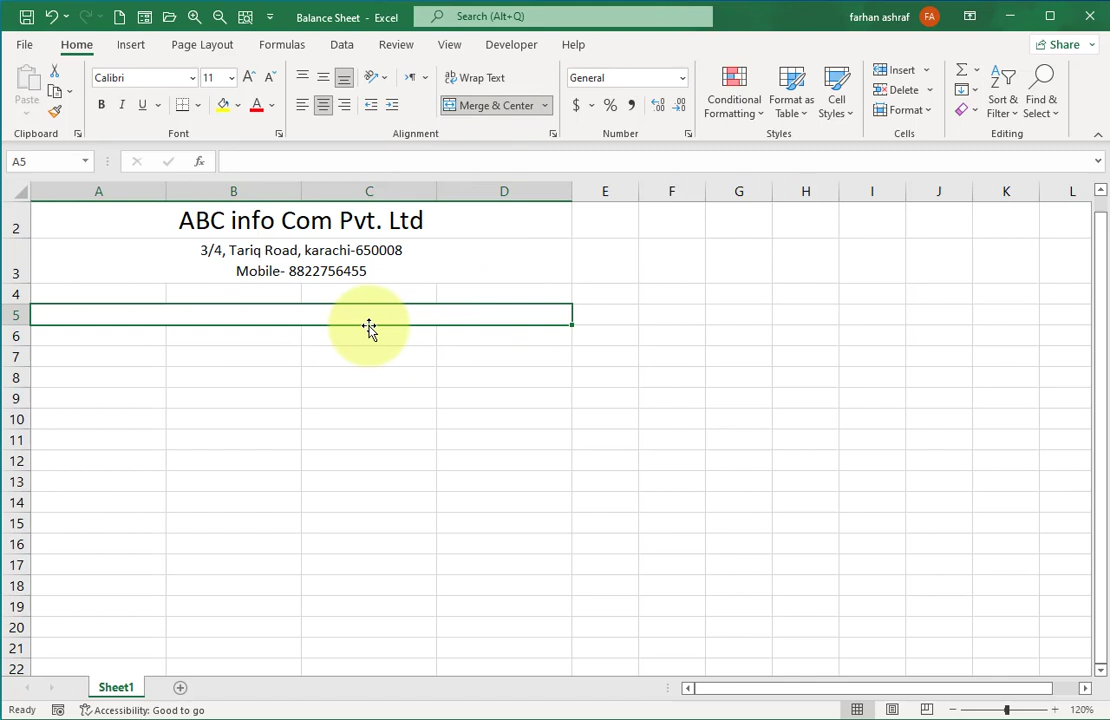 Balance Sheet - Excel
Search (Alt+Q)
farhan ashraf FA
File Home Insert Page Layout Formulas Data Review View Developer Help Share
Paste
Calibri 11
Wrap Text
General
Conditional Formatting
Format as Table
Cell Styles
Insert
Delete
Format
Sort & Filter
Find & Select
B I U
Merge & Center
$ % ,
Clipboard Font Alignment Number Styles Cells Editing
A5 fx
A B C D E F G H I J K L
2 ABC info Com Pvt. Ltd
3/4, Tariq Road, karachi-650008
3 Mobile- 8822756455
4
5
6
7
8
9
10
11
12
13
14
15
16
17
18
19
20
21
22
Sheet1
Ready Accessibility: Good to go 120%